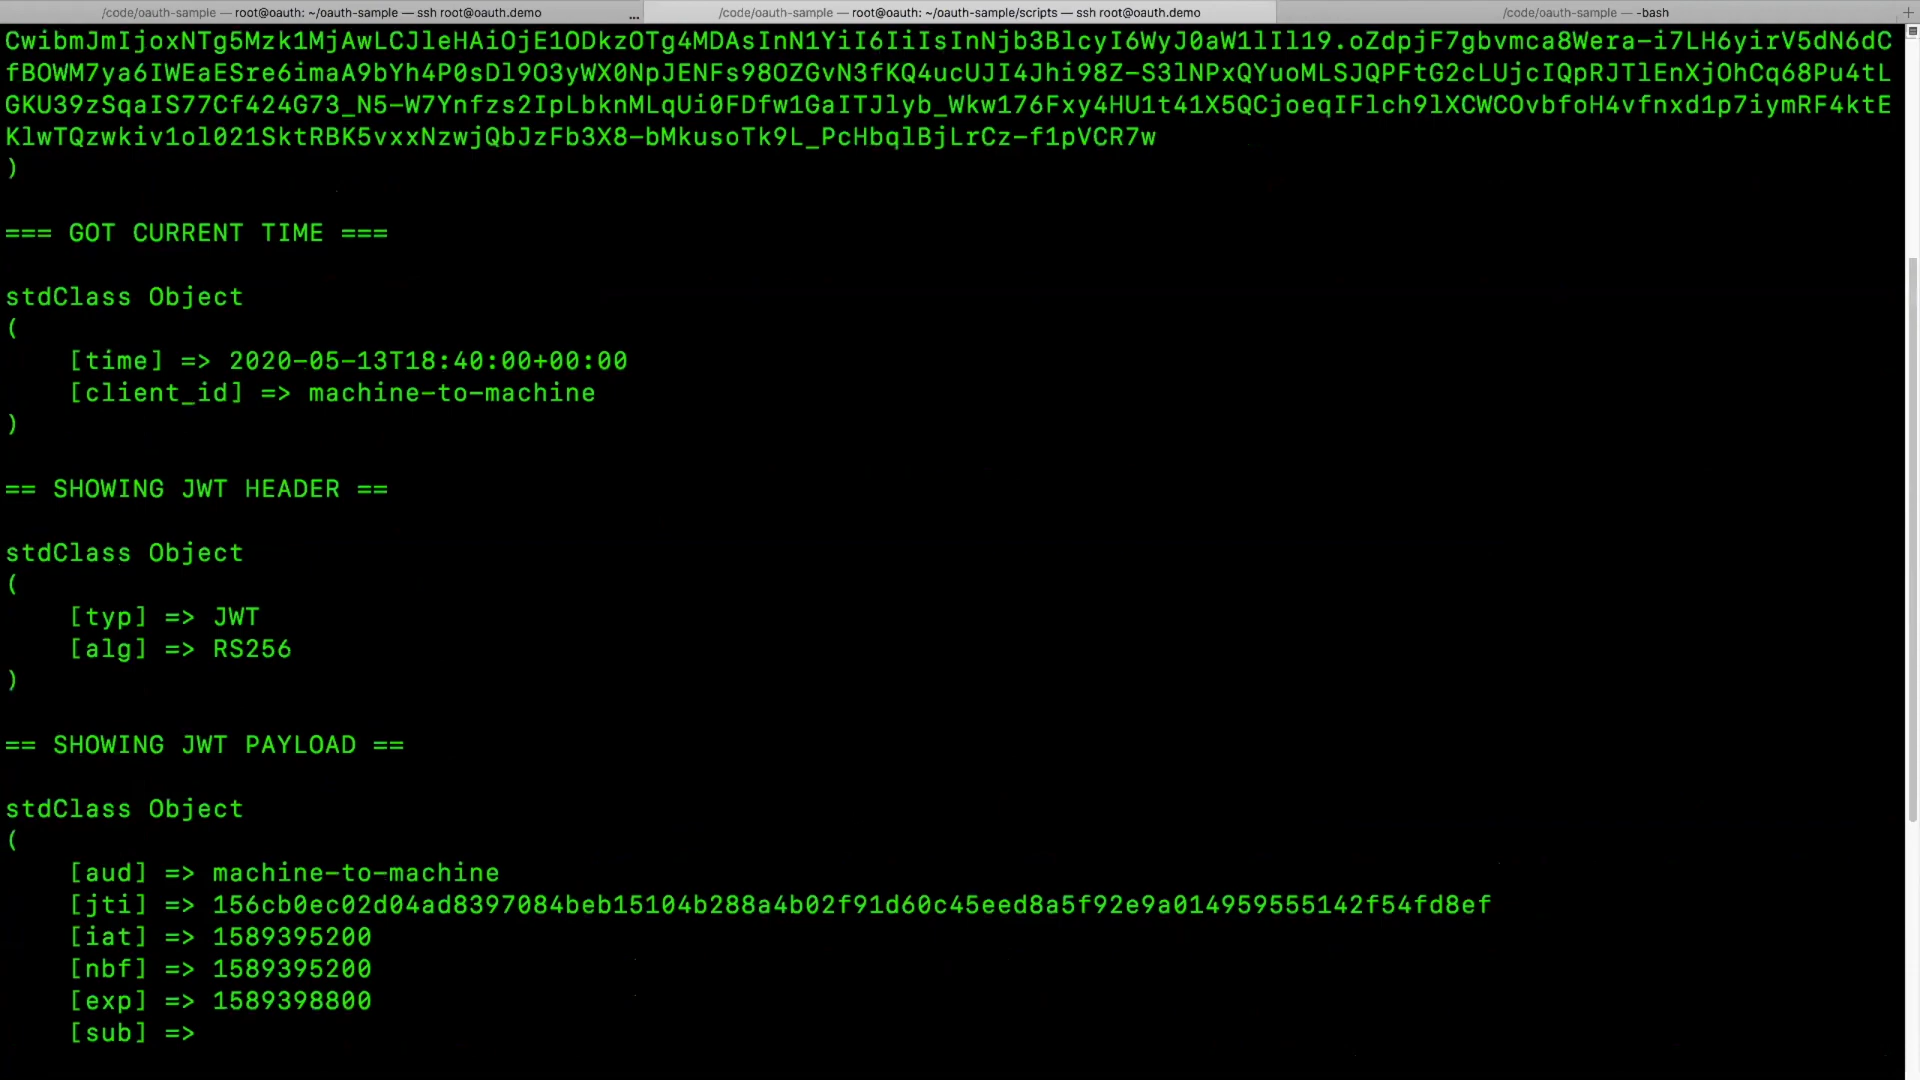 /code/oauth-sample — root@oauth: ~/oauth-sample — ssh root@oauth.demo ... /code/oauth-sample — root@oauth: ~/oauth-sample/scripts — ssh root@oauth.demo /code/oauth-sample — -bash +
CwibmJmIjoxNTg5Mzk1MjAwLCJleHAiOjE1ODkzOTg4MDAsInN1YiI6IiIsInNjb3BlcyI6WyJ0aW1lIl19.oZdpjF7gbvmca8Wera-i7LH6yirV5dN6dC
fBOWM7ya6IWEaESre6imaA9bYh4P0sDl9O3yWX0NpJENFs98OZGvN3fKQ4ucUJI4Jhi98Z-S3lNPxQYuoMLSJQPFtG2cLUjcIQpRJTlEnXjOhCq68Pu4tL
GKU39zSqaIS77Cf424G73_N5-W7Ynfzs2IpLbknMLqUi0FDfw1GaITJlyb_Wkw176Fxy4HU1t41X5QCjoeqIFlch9lXCWCOvbfoH4vfnxd1p7iymRF4ktE
KlwTQzwkiv1ol021SktRBK5vxxNzwjQbJzFb3X8-bMkusoTk9L_PcHbqlBjLrCz-f1pVCR7w
)
=== GOT CURRENT TIME ===
stdClass Object
(
[time] => 2020-05-13T18:40:00+00:00
[client_id] => machine-to-machine
)
== SHOWING JWT HEADER ==
stdClass Object
(
[typ] => JWT
[alg] => RS256
)
== SHOWING JWT PAYLOAD ==
stdClass Object
(
[aud] => machine-to-machine
[jti] => 156cb0ec02d04ad8397084beb15104b288a4b02f91d60c45eed8a5f92e9a014959555142f54fd8ef
[iat] => 1589395200
[nbf] => 1589395200
[exp] => 1589398800
[sub] =>